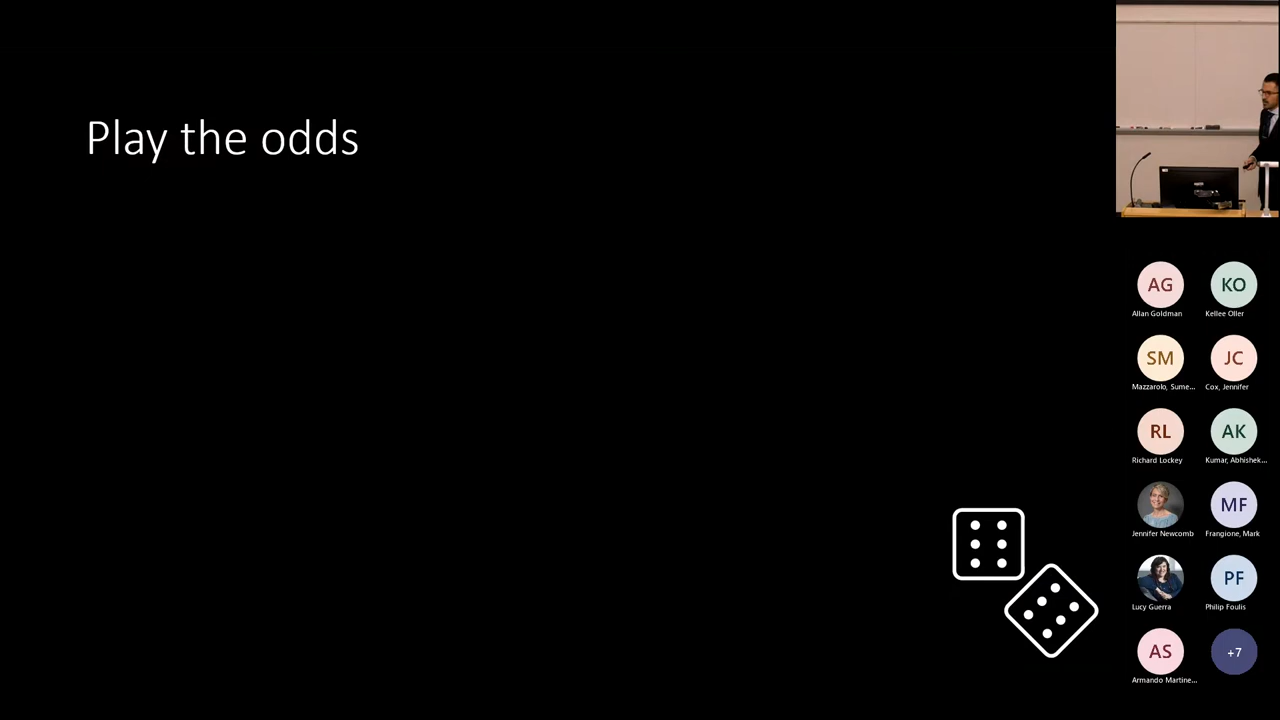 Play the odds
AG
KO
Allan Goldman
Kellee Oller
SM
JC
Mazzarolo, Sume...
Cox, Jennifer
RL
AK
Richard Lockey
Kumar, Abhishek...
MF
Jennifer Newcomb
Frangione, Mark
PF
Lucy Guerra
Philip Foulis
AS
+7
Armando Martine...